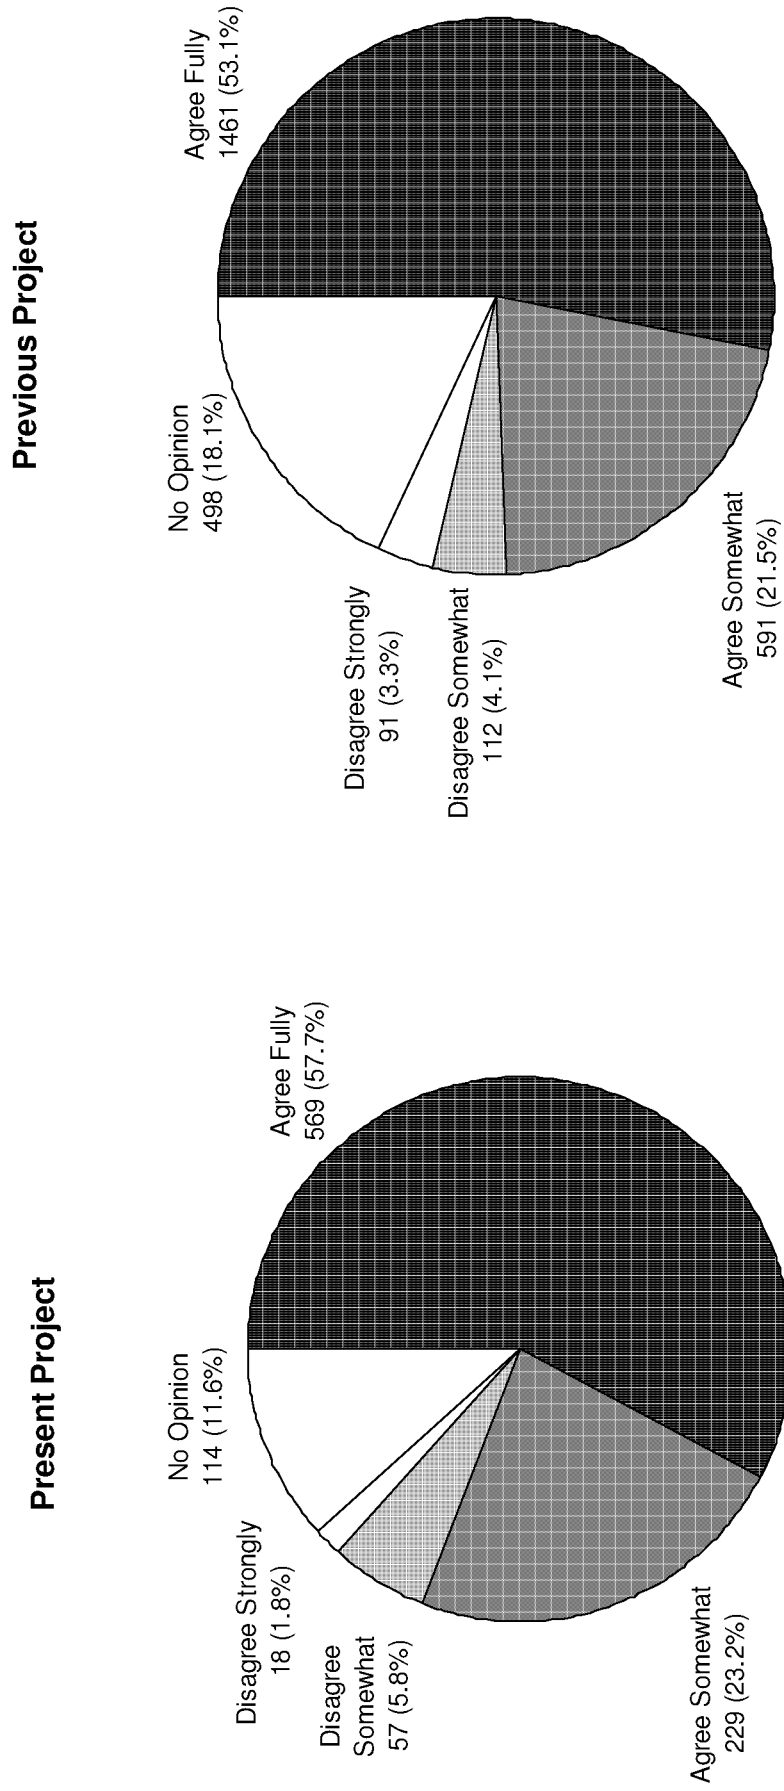 Present Project
No Opinion
114 (11.6%)
Disagree Strongly
18 (1.8%)
Disagree
Somewhat
57 (5.8%)
Agree Somewhat
229 (23.2%)
Agree Fully
569 (57.7%)
Previous Project
No Opinion
498 (18.1%)
Disagree Strongly
91 (3.3%)
Disagree Somewhat
112 (4.1%)
Agree Somewhat
591 (21.5%)
Agree Fully
1461 (53.1%)